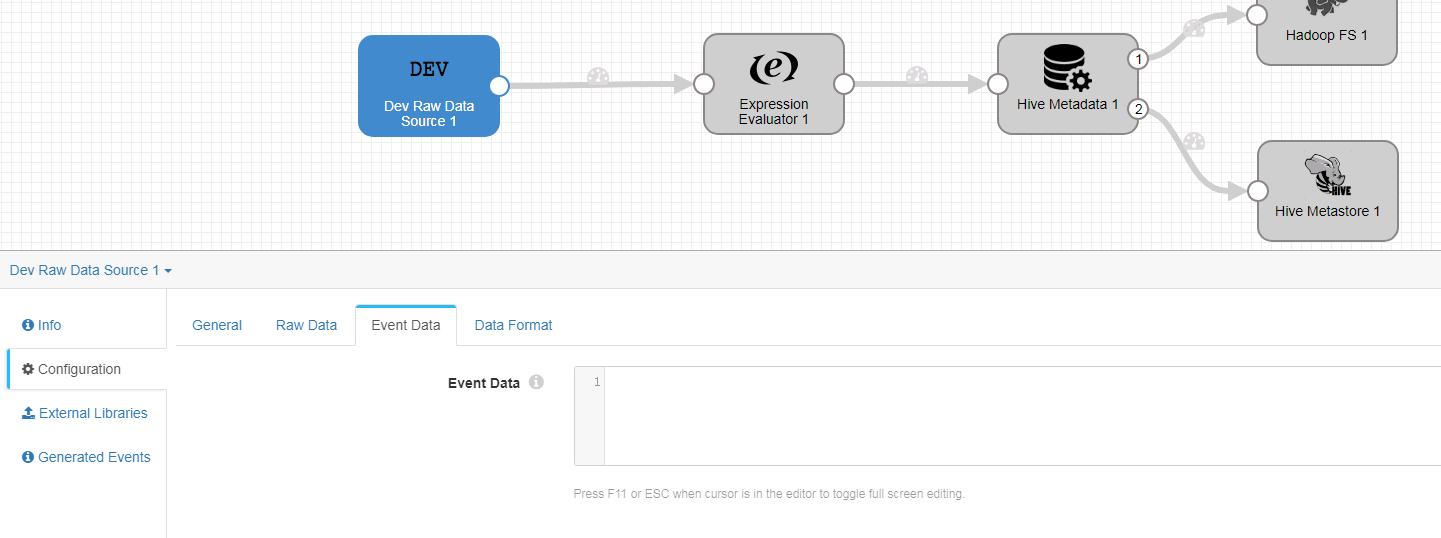 Hadoop FS 1
DEV
Dev Raw Data
Source 1
Expression
Evaluator 1
Hive Metadata 1
1
2
HIVE
Hive Metastore 1
Dev Raw Data Source 1
Info
Configuration
External Libraries
Generated Events
General
Raw Data
Event Data
Data Format
Event Data
1
Press F11 or ESC when cursor is in the editor to toggle full screen editing.